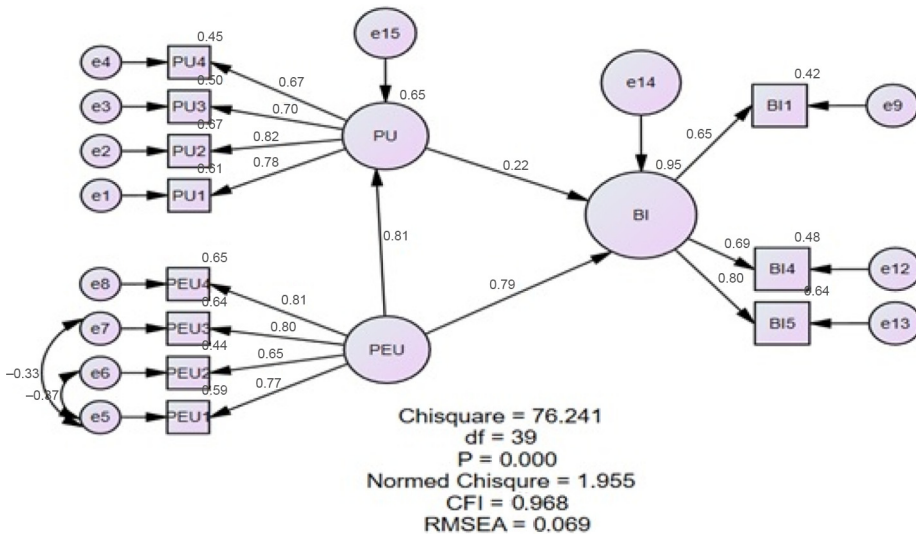 e15
0.45
e4
PU4
0.67
0.65
0.50
e3
PU3
0.70
PU
0.67
e2
PU2
0.82
0.61
0.78
e1
PU1
e14
0.42
BI1
e9
0.65
0.22
0.95
BI
0.81
0.69
0.48
BI4
e12
0.80
0.64
BI5
e13
0.79
0.65
e8
PEU4
0.81
0.64
e7
PEU3
0.80
PEU
0.44
–0.33
e6
PEU2
0.65
0.59
0.77
e5
PEU1
Chisquare = 76.241
df = 39
P = 0.000
Normed Chisqure = 1.955
CFI = 0.968
RMSEA = 0.069